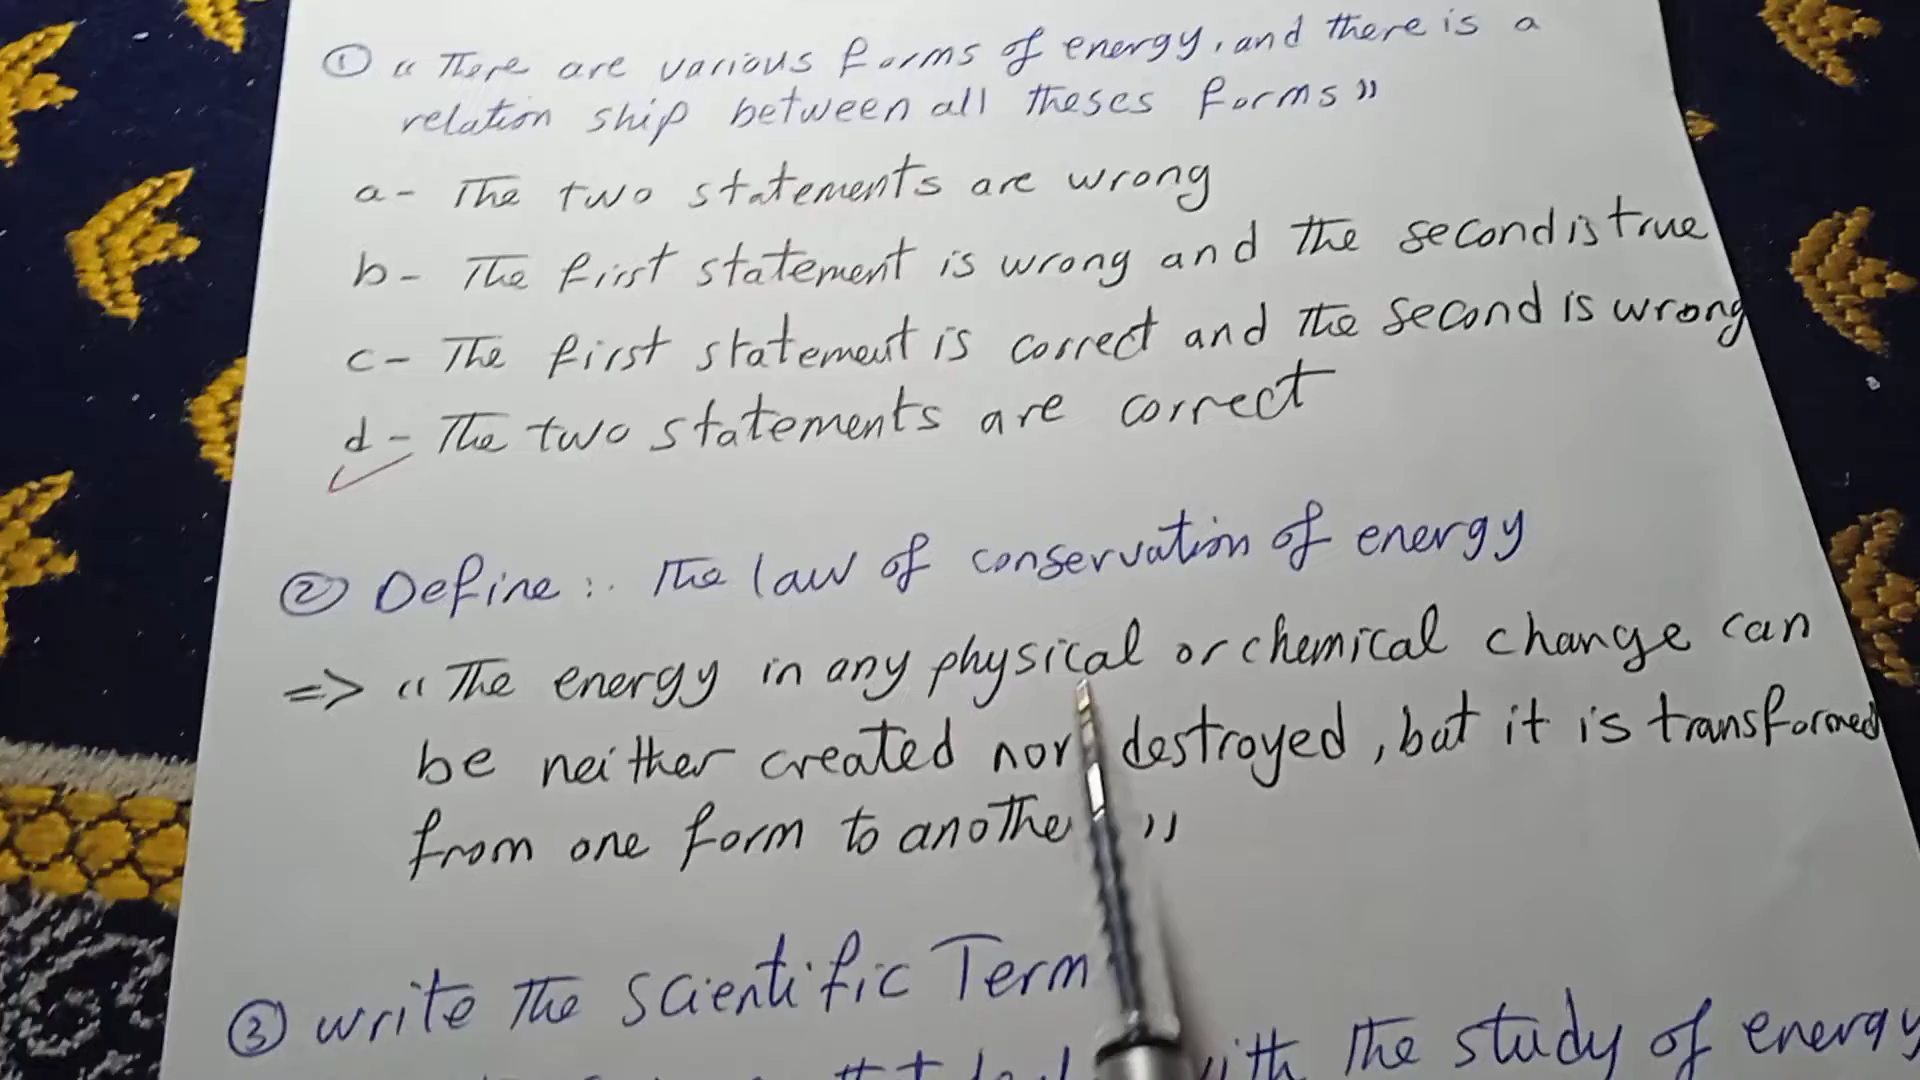 ① "There are various forms of energy, and there is a
relation ship between all theses forms"
a- The two statements are wrong
b- The first statement is wrong and the second is true
c- The first statement is correct and the second is wrong
d- The two statements are correct
② Define:. The law of conservation of energy
=> "The energy in any physical or chemical change can
be neither created nor destroyed, but it is transformed
from one form to another"
③ write the scientific Term
with the study of energy